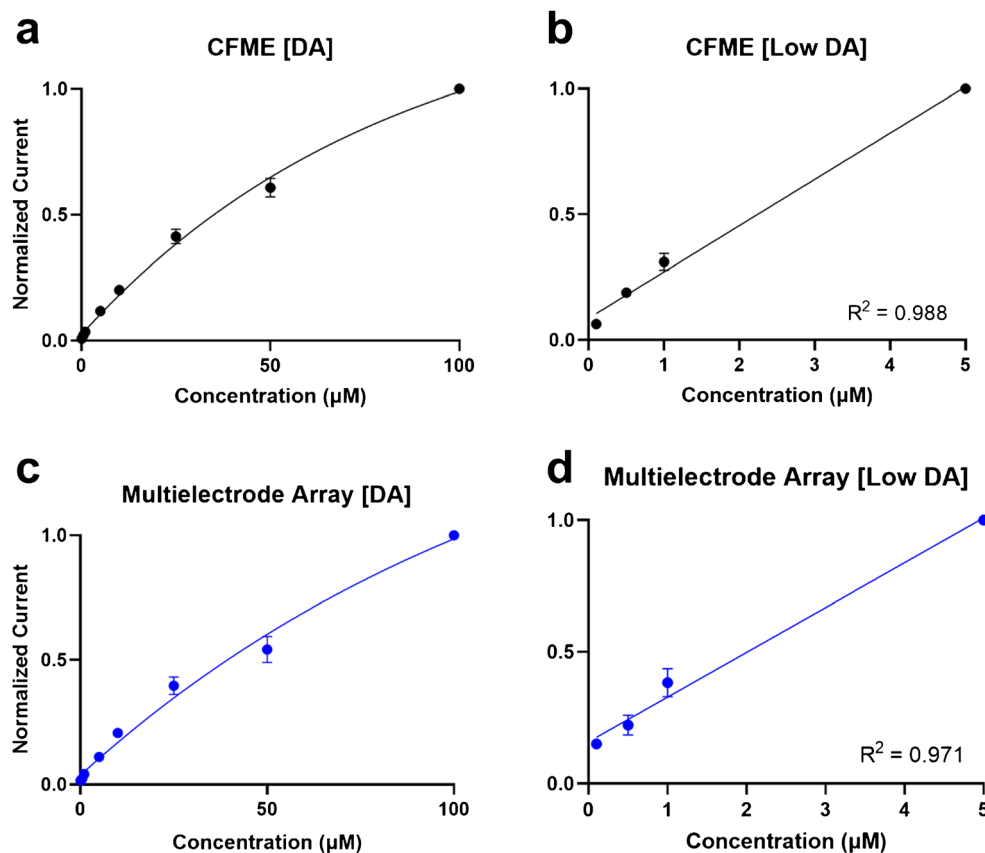 a
CFME [DA]
Normalized Current
1.0
0.5
0.0
0
50
100
Concentration (µM)
b
CFME [Low DA]
1.0
0.5
0.0
0
1
2
3
4
5
R² = 0.988
Concentration (µM)
c
Multielectrode Array [DA]
Normalized Current
1.0
0.5
0.0
0
50
100
Concentration (µM)
d
Multielectrode Array [Low DA]
1.0
0.5
0.0
0
1
2
3
4
5
R² = 0.971
Concentration (µM)